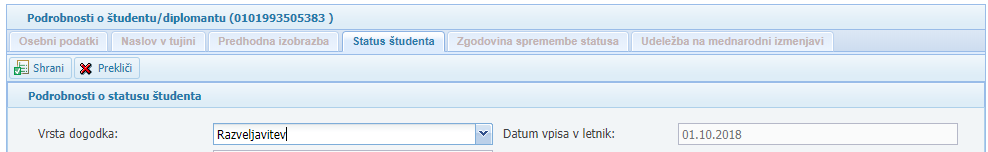 Podrobnosti o študentu/diplomantu (0101993505383 )
Osebni podatki Naslov v tujini Predhodna izobrazba Status študenta Zgodovina spremembe statusa Udeležba na mednarodni izmenjavi
Shrani Prekliči
Podrobnosti o statusu študenta
Vrsta dogodka: Razveljavitev Datum vpisa v letnik: 01.10.2018